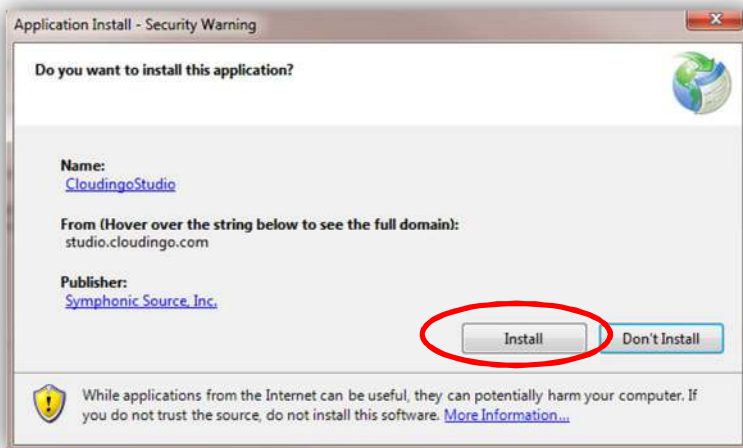 Application Install - Security Warning
Do you want to install this application?
Name:
CloudingoStudio
From (Hover over the string below to see the full domain):
studio.cloudingo.com
Publisher:
Symphonic Source, Inc.
Install
Don't Install
While applications from the Internet can be useful, they can potentially harm your computer. If
you do not trust the source, do not install this software. More Information...